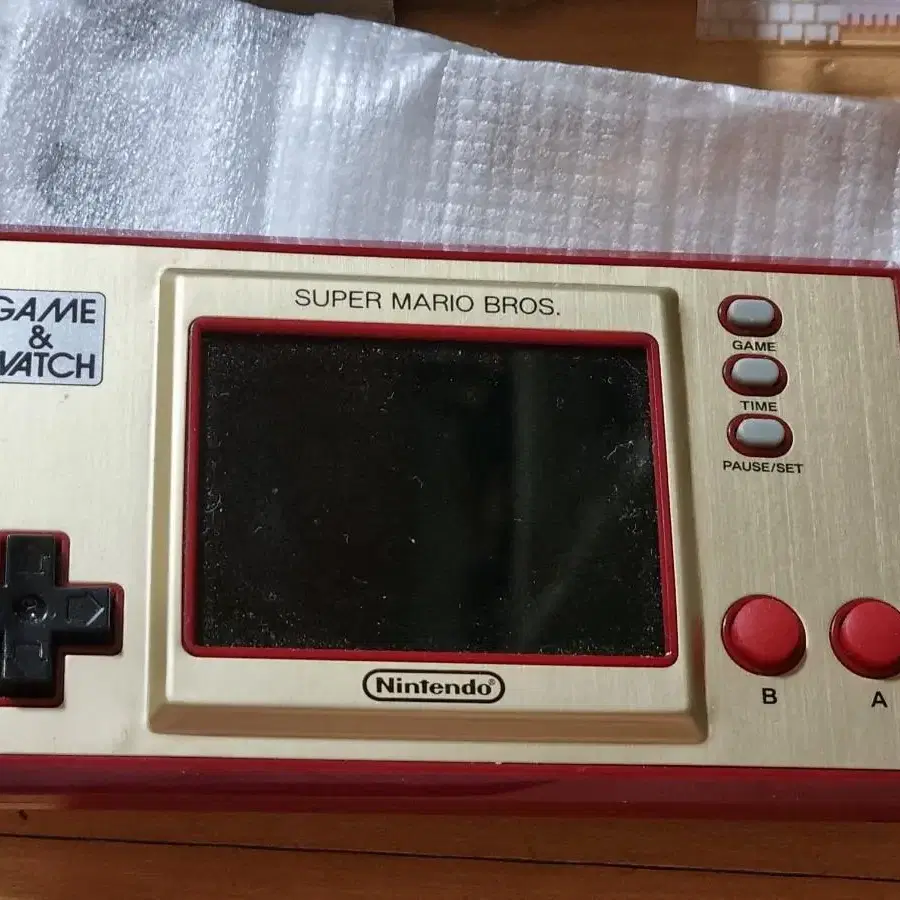 SUPER MARIO BROS.
GAME
&
WATCH
GAME
TIME
PAUSE/SET
B
A
Nintendo®